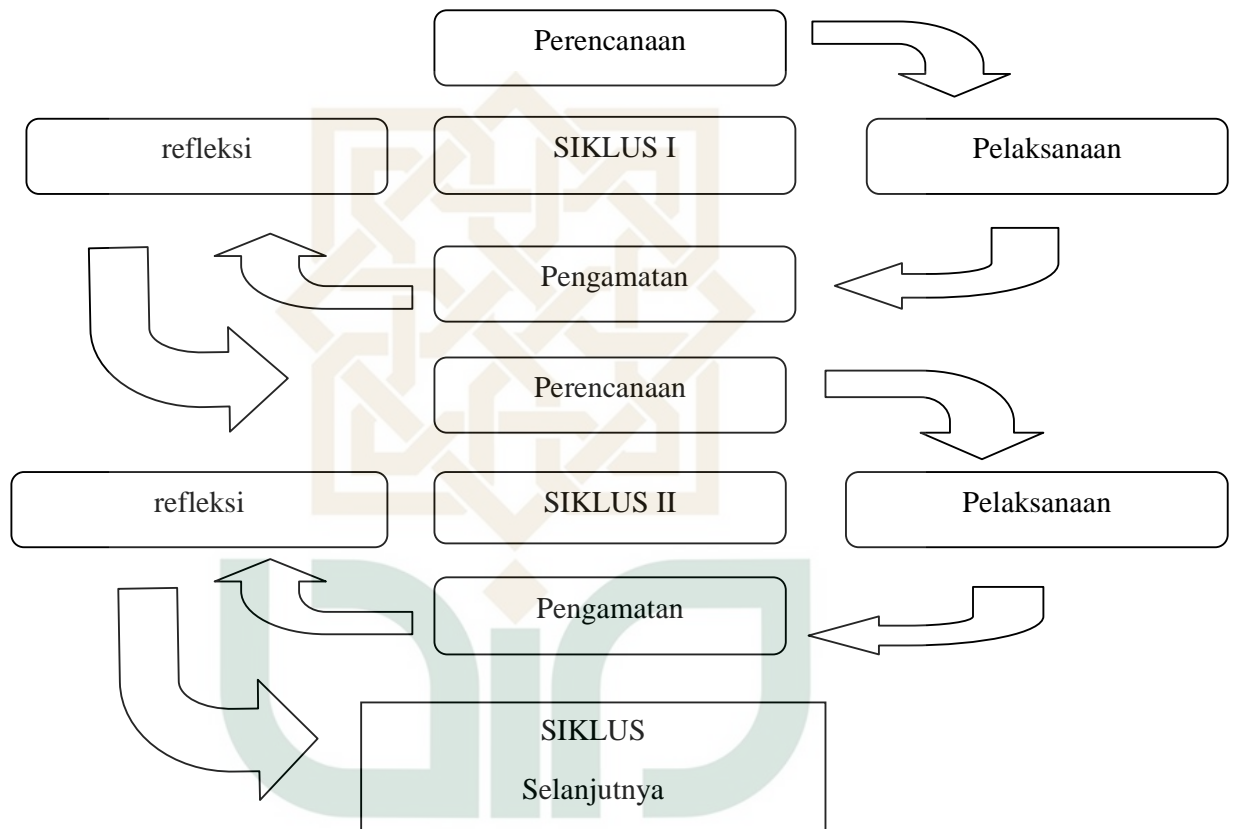 Perencanaan
refleksi
SIKLUS I
Pelaksanaan
Pengamatan
Perencanaan
refleksi
SIKLUS II
Pelaksanaan
Pengamatan
SIKLUS
Selanjutnya